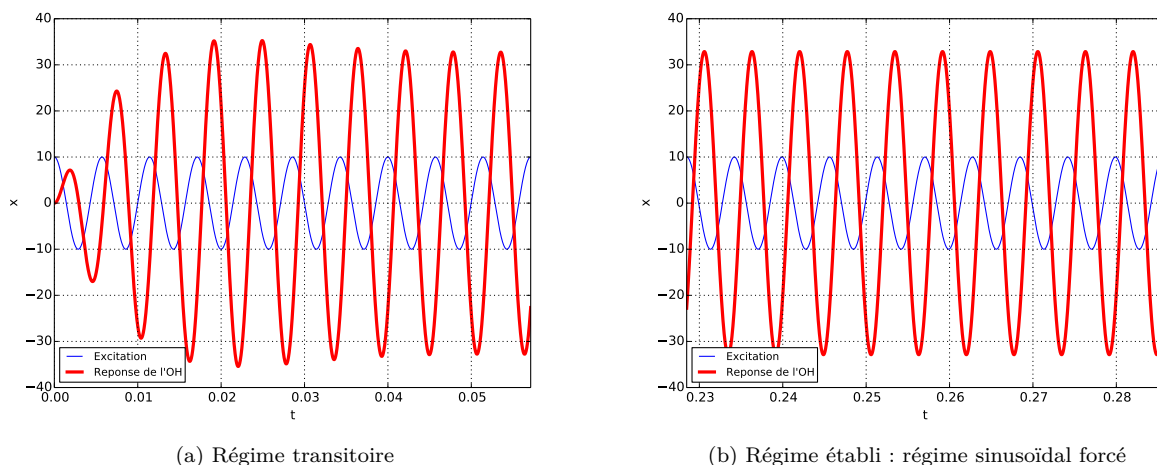 40
30
20
10
0
−10
−20
−30
−40
x
0.00 0.01 0.02 0.03 0.04 0.05
t
Excitation
Reponse de l'OH
(a) Régime transitoire
40
30
20
10
0
−10
−20
−30
−40
x
0.23 0.24 0.25 0.26 0.27 0.28
t
Excitation
Reponse de l'OH
(b) Régime établi : régime sinusoïdal forcé